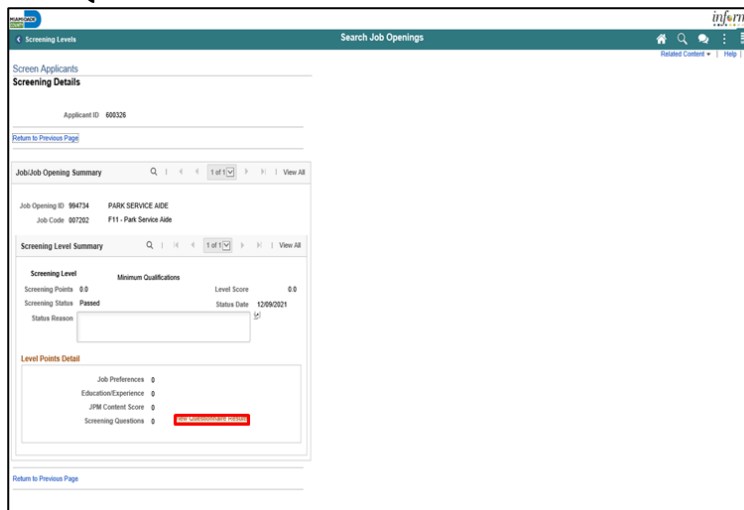 MIAMI-DADE
COUNTY
inform
Screening Levels
Search Job Openings
Related Content | Help |
Screen Applicants
Screening Details
Applicant ID 600326
Return to Previous Page
Job/Job Opening Summary
1 of 1
View All
Job Opening ID 994734 PARK SERVICE AIDE
Job Code 007202 F11 - Park Service Aide
Screening Level Summary
1 of 1
View All
Screening Level Minimum Qualifications
Screening Points 0.0 Level Score 0.0
Screening Status Passed Status Date 12/09/2021
Status Reason
Level Points Detail
Job Preferences 0
Education/Experience 0
JPM Content Score 0
Screening Questions 0
Return to Previous Page